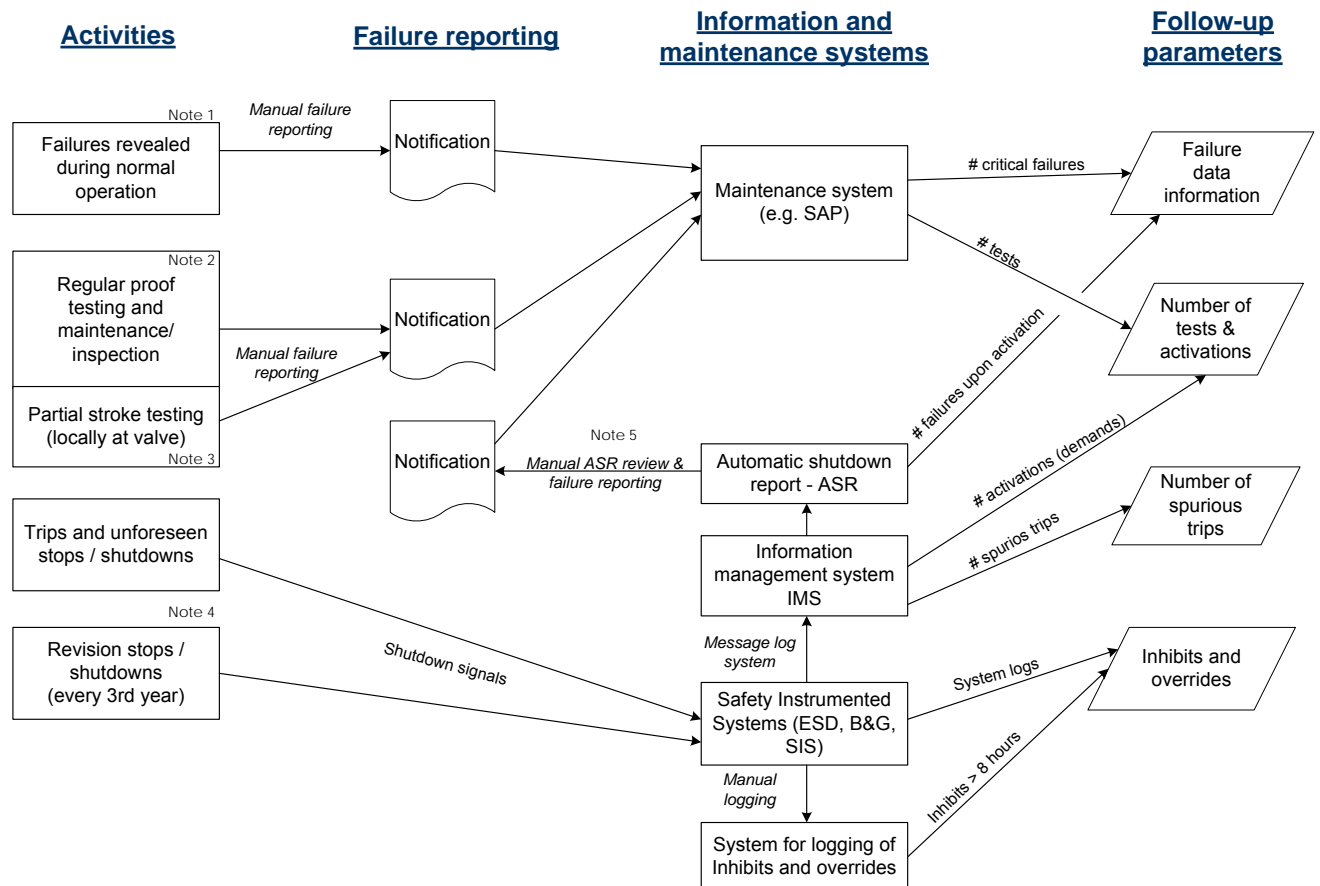 Activities
Failure reporting
Information and
maintenance systems
Follow-up
parameters
Note 1
Failures revealed
during normal
operation
Manual failure
reporting
Notification
Maintenance system
(e.g. SAP)
# critical failures
Failure
data
information
Note 2
Regular proof
testing and
maintenance/
inspection
Manual failure
reporting
Notification
# tests
Number of
tests &
activations
Partial stroke testing
(locally at valve)
Note 3
Notification
Note 5
Manual ASR review &
failure reporting
Automatic shutdown
report - ASR
# failures upon activation
# activations (demands)
Trips and unforeseen
stops / shutdowns
Information
management system
IMS
# spurios trips
Number of
spurious
trips
Note 4
Revision stops /
shutdowns
(every 3rd year)
Shutdown signals
Message log
system
Safety Instrumented
Systems (ESD, B&G,
SIS)
System logs
Inhibits and
overrides
Manual
logging
Inhibits > 8 hours
System for logging of
Inhibits and overrides